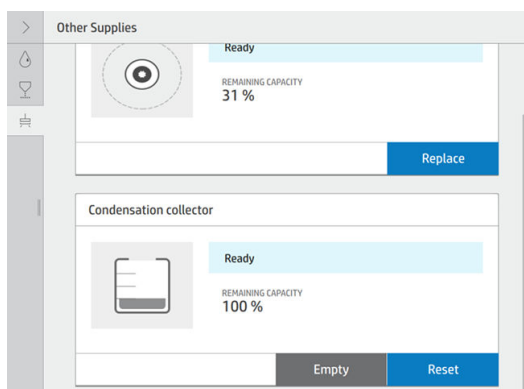 Other Supplies
Ready
REMAINING CAPACITY
31 %
Replace
Condensation collector
Ready
REMAINING CAPACITY
100 %
Empty
Reset